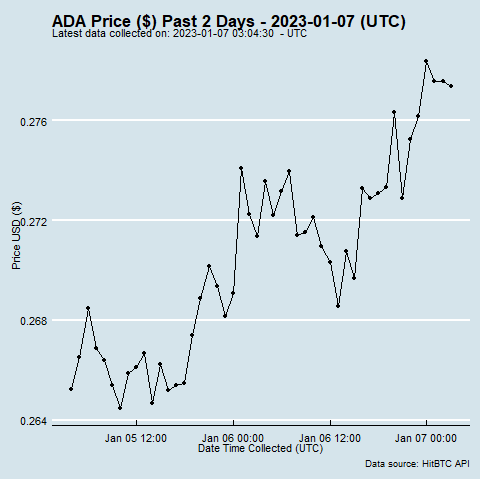 ADA Price ($) Past 2 Days - 2023-01-07 (UTC)
Latest data collected on: 2023-01-07 03:04:30  - UTC
0.276
0.272
0.268
0.264
Price USD ($)
Jan 05 12:00
Jan 06 00:00
Jan 06 12:00
Jan 07 00:00
Date Time Collected (UTC)
Data source: HitBTC API